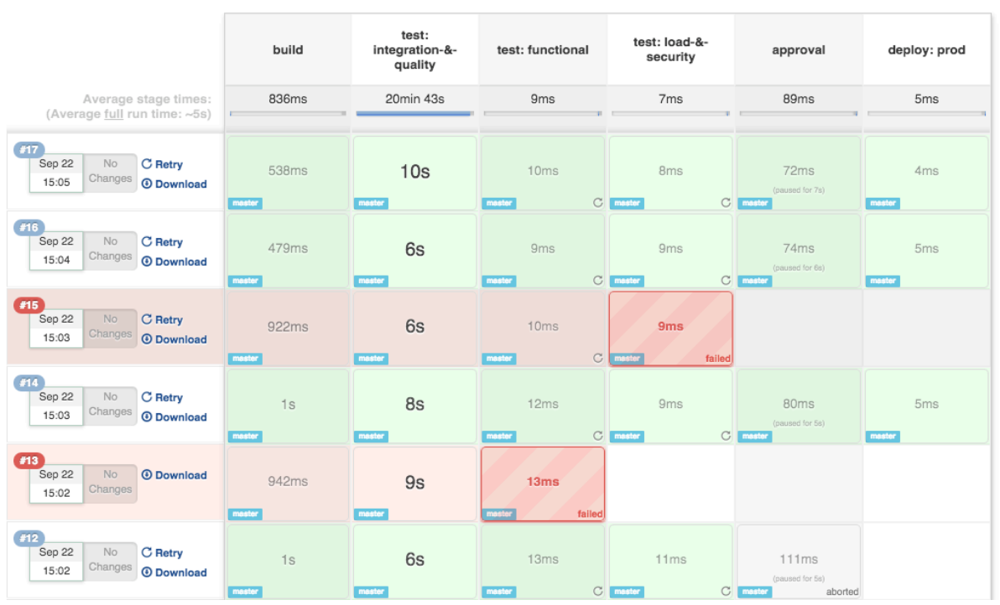 build
test: integration-&-quality
test: functional
test: load-&-security
approval
deploy: prod
Average stage times:
(Average full run time: ~5s)
836ms
20min 43s
9ms
7ms
89ms
5ms
#17
Sep 22
15:05
No Changes
Retry
Download
538ms
master
10s
master
10ms
master
8ms
master
72ms
(paused for 7s)
master
4ms
master
#16
Sep 22
15:04
No Changes
Retry
Download
479ms
master
6s
master
9ms
master
9ms
master
74ms
(paused for 6s)
master
5ms
master
#15
Sep 22
15:03
No Changes
Retry
Download
922ms
master
6s
master
10ms
master
9ms
master
failed
#14
Sep 22
15:03
No Changes
Retry
Download
1s
master
8s
master
12ms
master
9ms
master
80ms
(paused for 5s)
master
5ms
master
#13
Sep 22
15:02
No Changes
Download
942ms
master
9s
master
13ms
master
failed
#12
Sep 22
15:02
No Changes
Retry
Download
1s
master
6s
master
13ms
master
11ms
master
111ms
(paused for 5s)
master
aborted